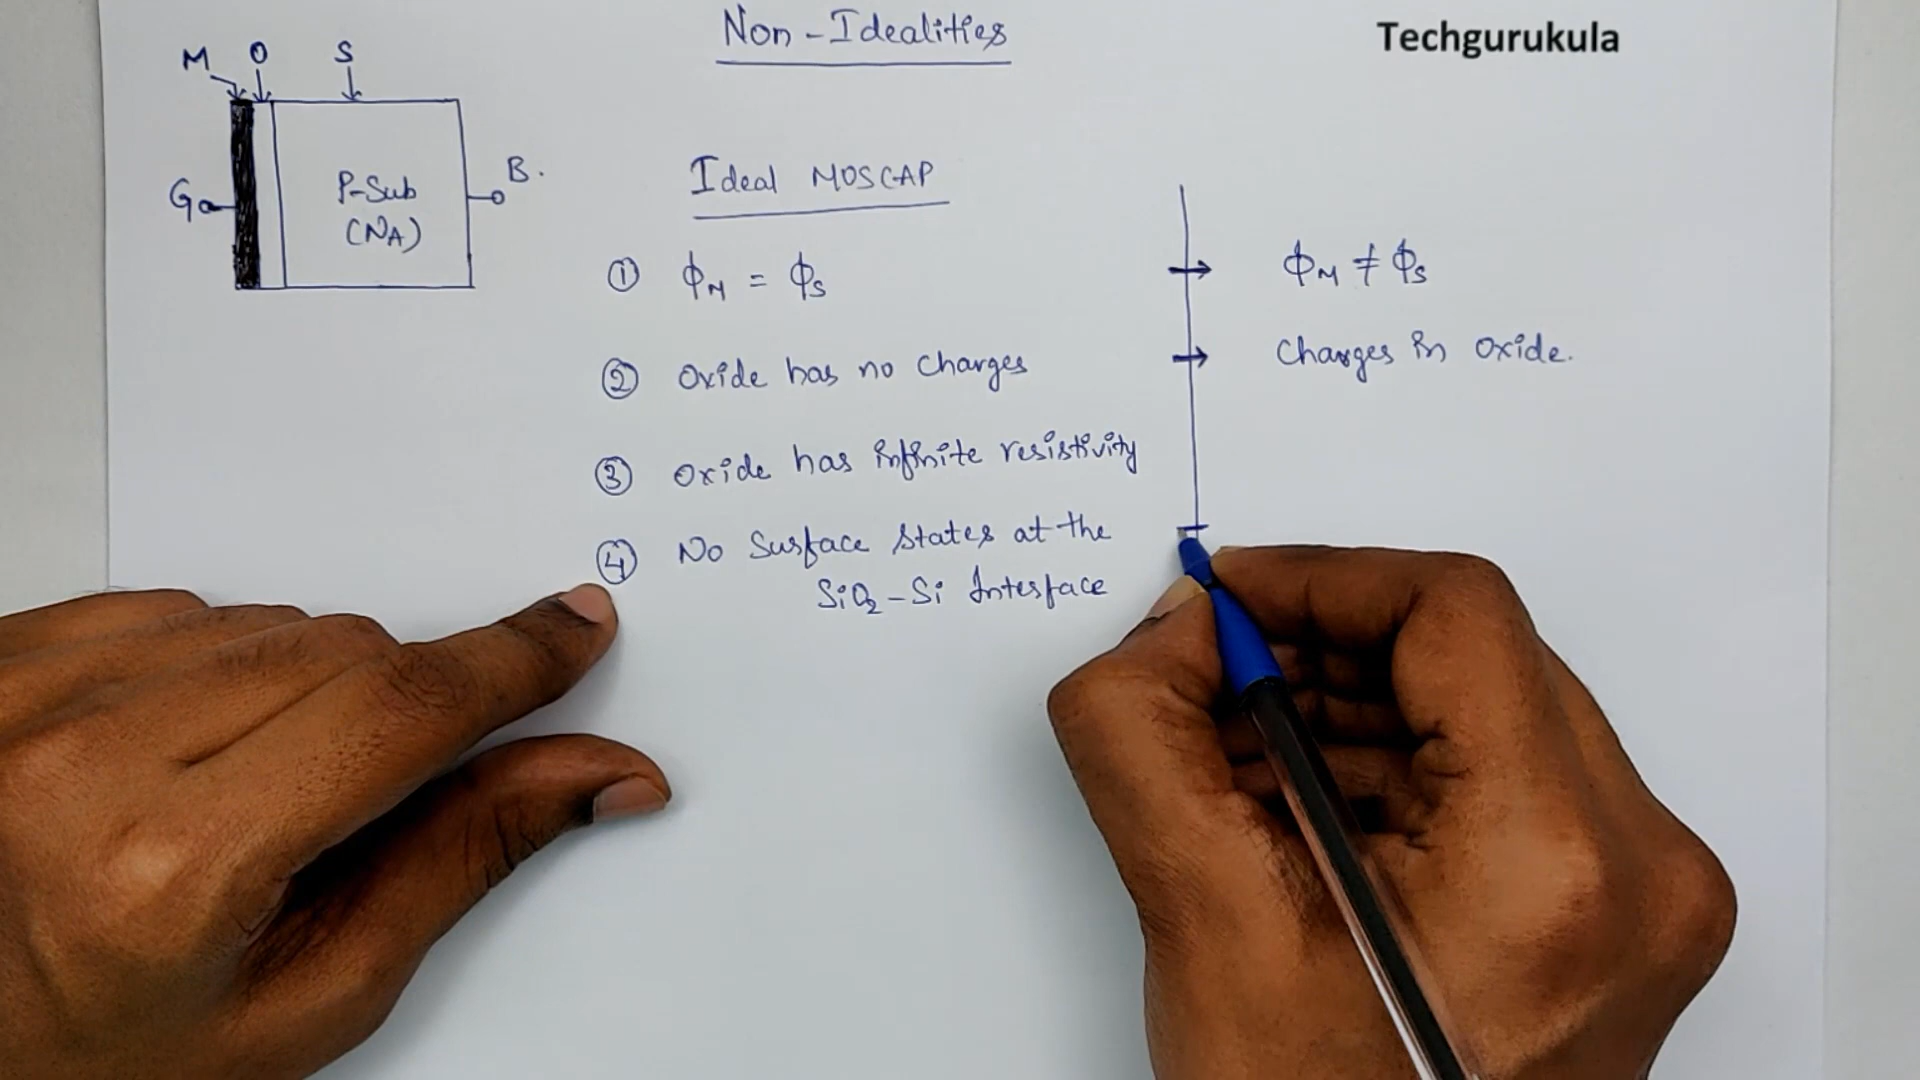 Non-Idealities
Techgurukula
M O S
G
P-Sub
(NA)
B.
Ideal MOSCAP
① ϕM = ϕS
ϕM ≠ ϕS
② Oxide has no charges
Charges in oxide.
③ Oxide has infinite resistivity
④ No Surface States at the
SiO2-Si Interface